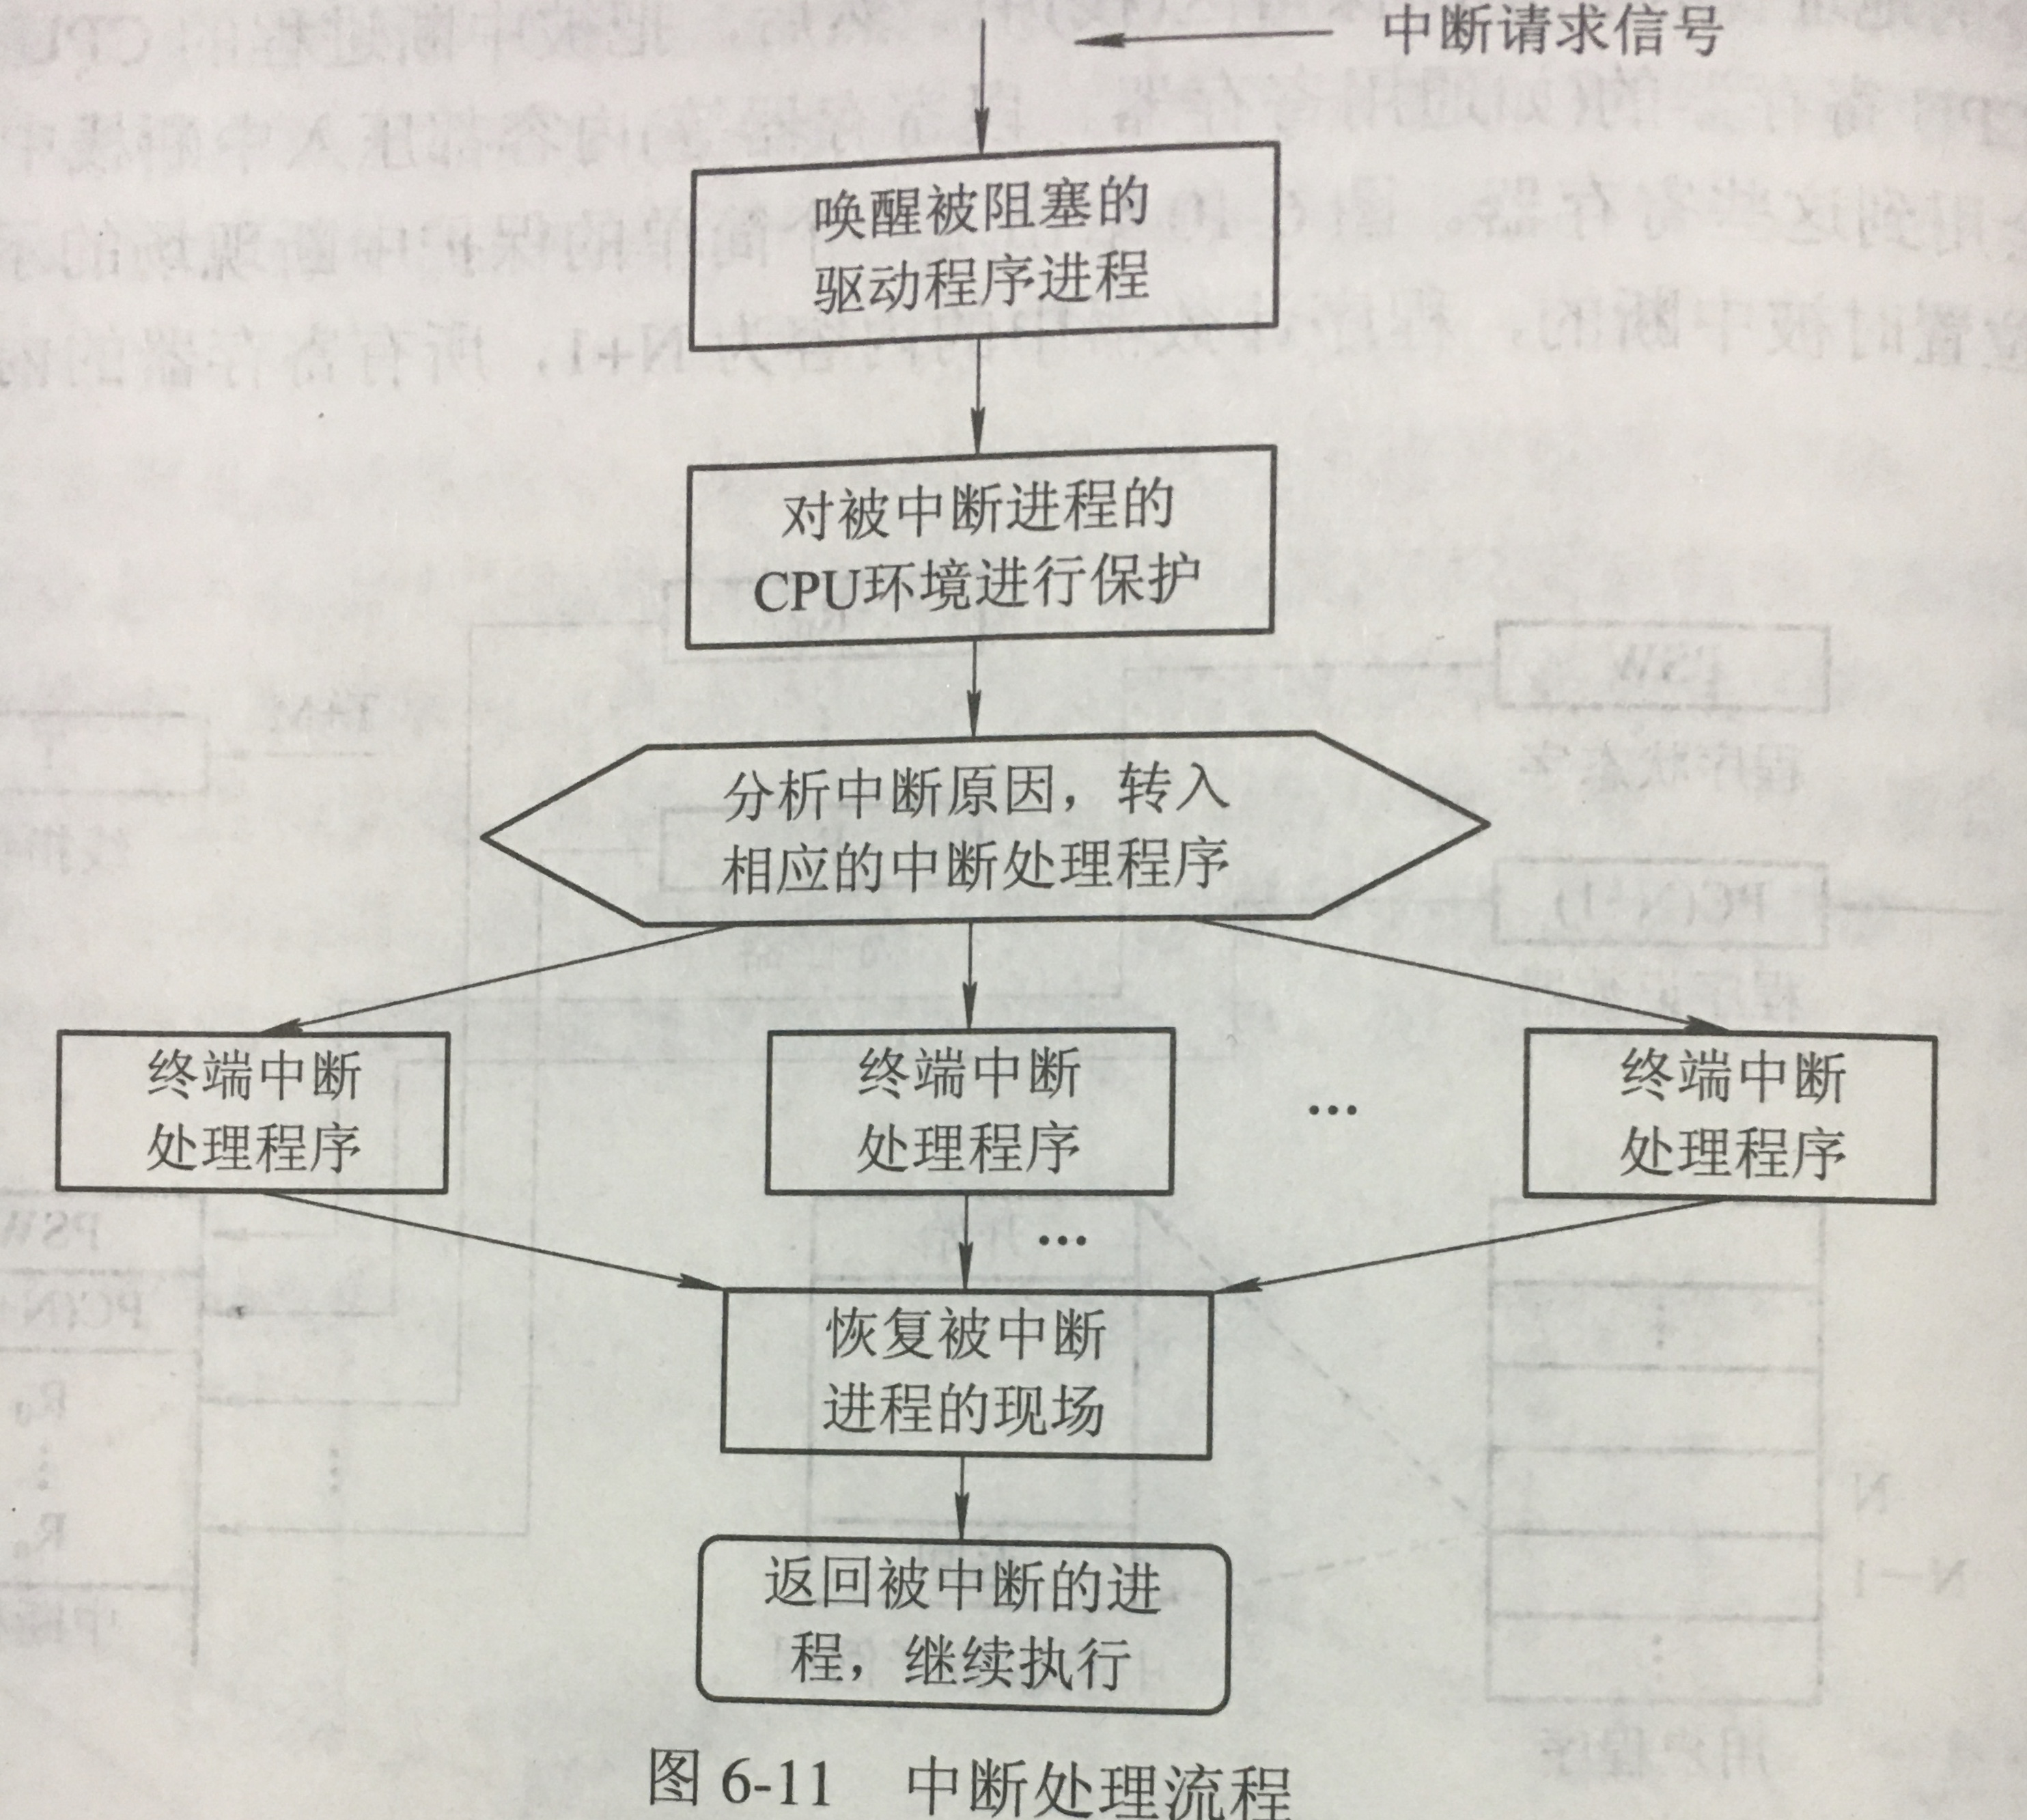 中断请求信号
唤醒被阻塞的
驱动程序进程
对被中断进程的
CPU环境进行保护
分析中断原因，转入
相应的中断处理程序
终端中断
处理程序
终端中断
处理程序
...
终端中断
处理程序
...
恢复被中断
进程的现场
返回被中断的进
程，继续执行
图 6-11 中断处理流程